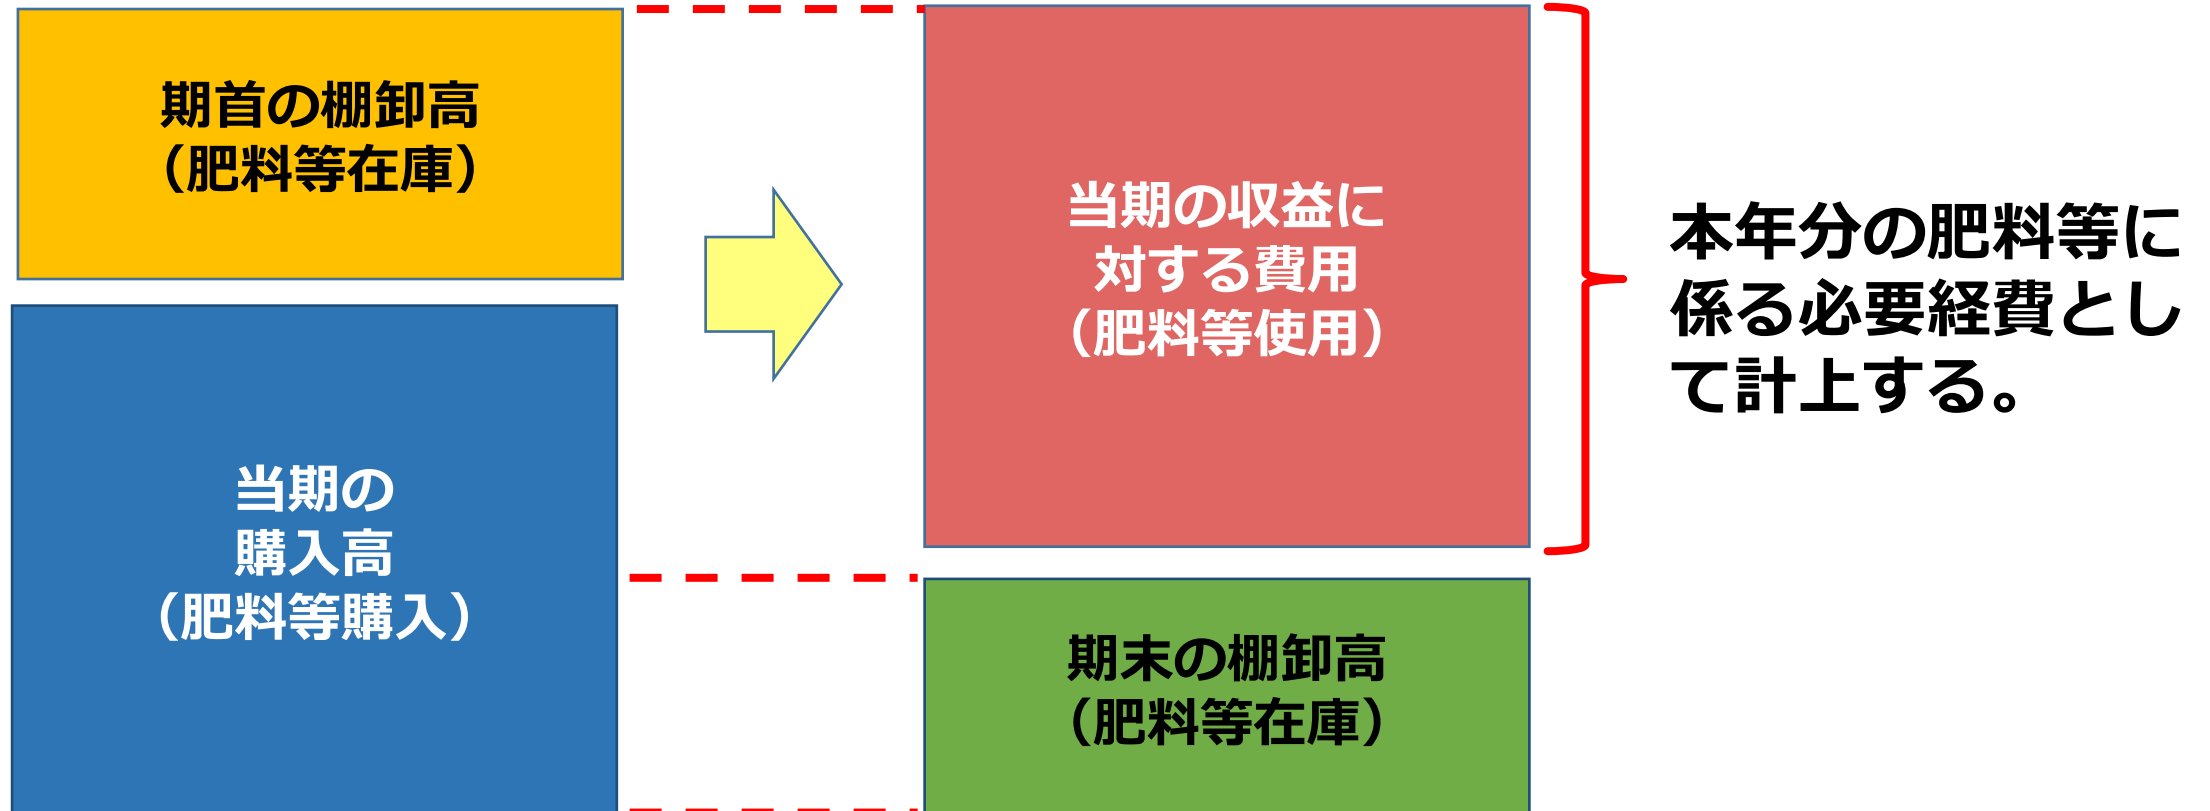 期首の棚卸高
（肥料等在庫）
当期の
購入高
（肥料等購入）
当期の収益に
対する費用
（肥料等使用）
期末の棚卸高
（肥料等在庫）
本年分の肥料等に
係る必要経費とし
て計上する。